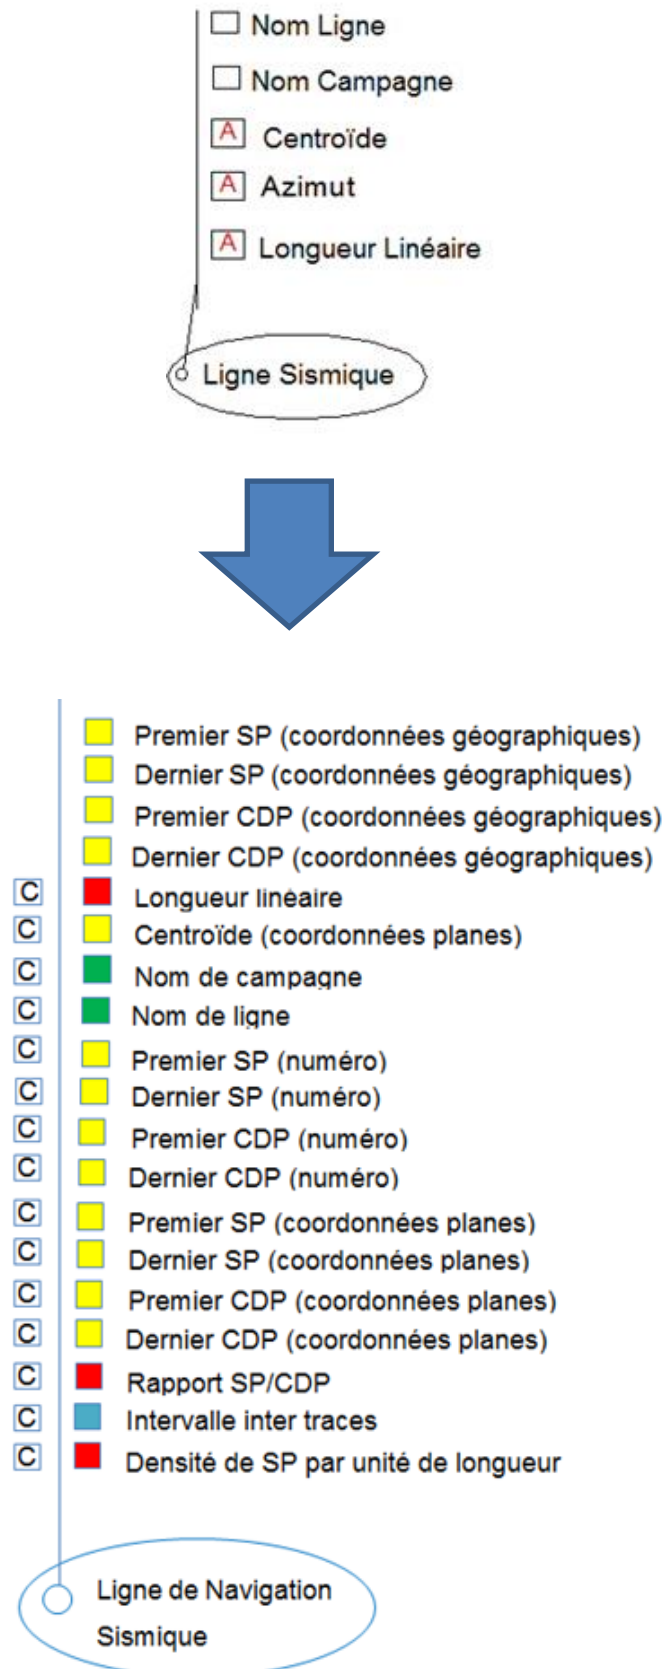 Nom Ligne
Nom Campagne
A Centroïde
A Azimut
A Longueur Linéaire
Ligne Sismique
Premier SP (coordonnées géographiques)
Dernier SP (coordonnées géographiques)
Premier CDP (coordonnées géographiques)
Dernier CDP (coordonnées géographiques)
C Longueur linéaire
C Centroïde (coordonnées planes)
C Nom de campagne
C Nom de ligne
C Premier SP (numéro)
C Dernier SP (numéro)
C Premier CDP (numéro)
C Dernier CDP (numéro)
C Premier SP (coordonnées planes)
C Dernier SP (coordonnées planes)
C Premier CDP (coordonnées planes)
C Dernier CDP (coordonnées planes)
C Rapport SP/CDP
C Intervalle inter traces
C Densité de SP par unité de longueur
Ligne de Navigation
Sismique